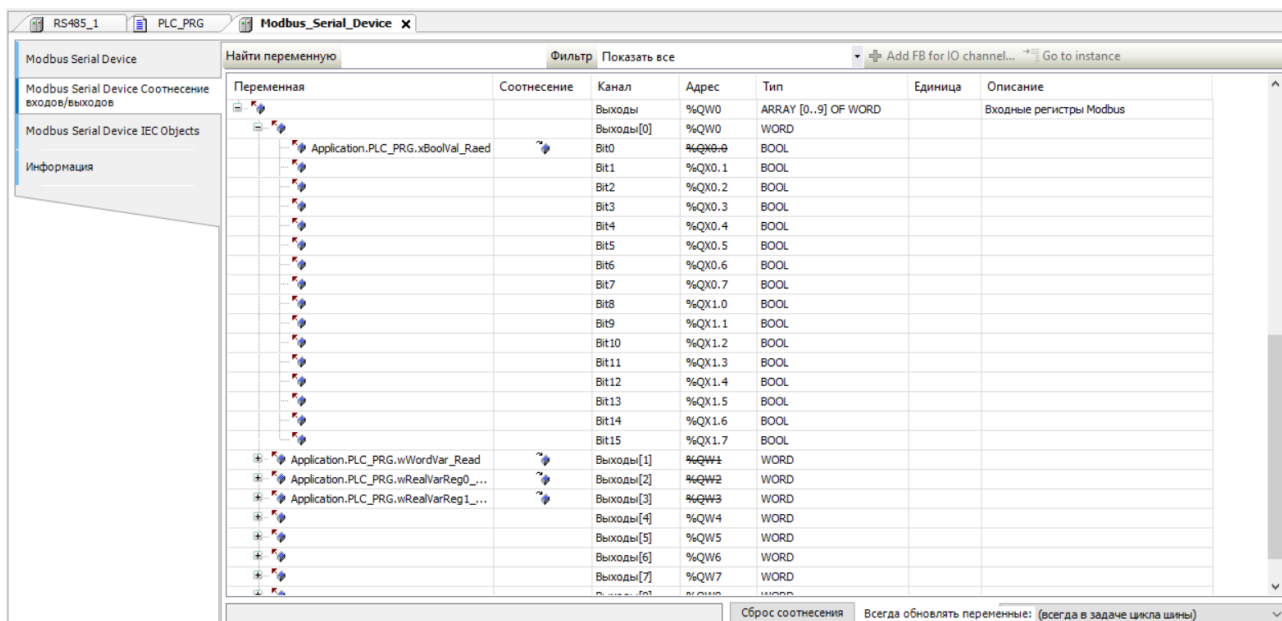 RS485_1 PLC_PRG Modbus_Serial_Device X
Modbus Serial Device
Modbus Serial Device Соотнесение входов/выходов
Modbus Serial Device IEC Objects
Информация
Найти переменную Фильтр Показать все Add FB for IO channel... Go to instance
Переменная Соотнесение Канал Адрес Тип Единица Описание
Выходы %QW0 ARRAY [0..9] OF WORD Входные регистры Modbus
Выходы[0] %QW0 WORD
Application.PLC_PRG.xBoolVal_Raed Bit0 %QX0.0 BOOL
Bit1 %QX0.1 BOOL
Bit2 %QX0.2 BOOL
Bit3 %QX0.3 BOOL
Bit4 %QX0.4 BOOL
Bit5 %QX0.5 BOOL
Bit6 %QX0.6 BOOL
Bit7 %QX0.7 BOOL
Bit8 %QX1.0 BOOL
Bit9 %QX1.1 BOOL
Bit10 %QX1.2 BOOL
Bit11 %QX1.3 BOOL
Bit12 %QX1.4 BOOL
Bit13 %QX1.5 BOOL
Bit14 %QX1.6 BOOL
Bit15 %QX1.7 BOOL
Application.PLC_PRG.wWordVar_Read Выходы[1] %QW1 WORD
Application.PLC_PRG.wRealVarReg0_... Выходы[2] %QW2 WORD
Application.PLC_PRG.wRealVarReg1_... Выходы[3] %QW3 WORD
Выходы[4] %QW4 WORD
Выходы[5] %QW5 WORD
Выходы[6] %QW6 WORD
Выходы[7] %QW7 WORD
Сброс соотнесения Всегда обновлять переменные: (всегда в задаче цикла шины)